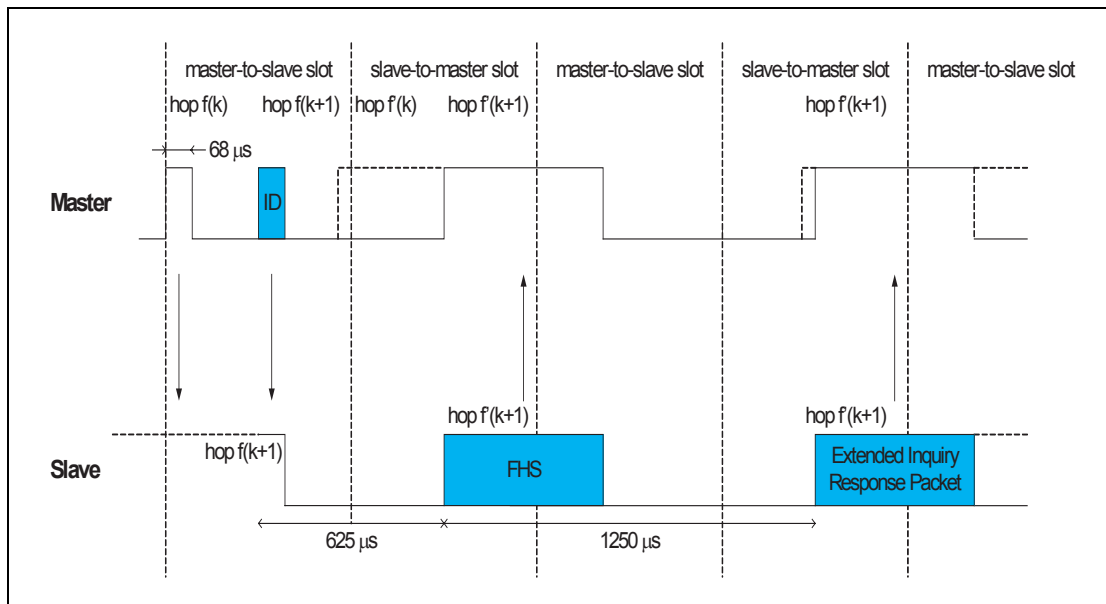 master-to-slave slot
slave-to-master slot
master-to-slave slot
slave-to-master slot
master-to-slave slot
hop f(k)
hop f(k+1)
hop f'(k)
hop f'(k+1)
hop f'(k+1)
68 μs
Master
ID
hop f(k+1)
hop f'(k+1)
hop f'(k+1)
Slave
FHS
Extended Inquiry
Response Packet
625 μs
1250 μs